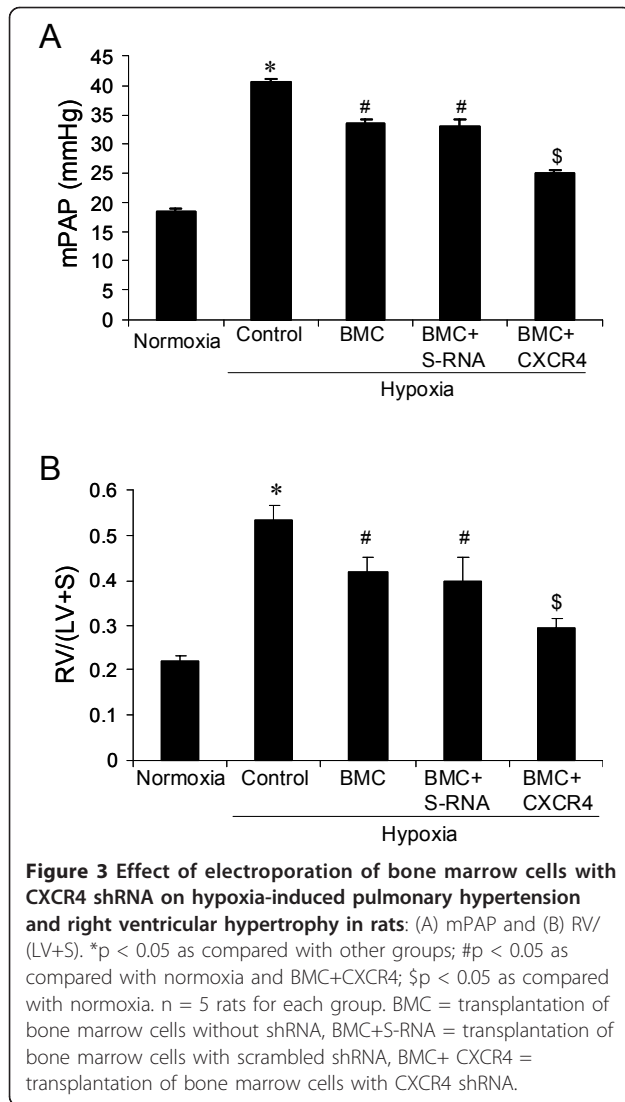 A
mPAP (mmHg)
45
40
35
30
25
20
15
10
5
0
*
#
#
$
Normoxia
Control
BMC
BMC+
S-RNA
BMC+
CXCR4
Hypoxia
B
RV/(LV+S)
0.6
0.5
0.4
0.3
0.2
0.1
0
*
#
#
$
Normoxia
Control
BMC
BMC+
S-RNA
BMC+
CXCR4
Hypoxia
Figure 3 Effect of electroporation of bone marrow cells with
CXCR4 shRNA on hypoxia-induced pulmonary hypertension
and right ventricular hypertrophy in rats: (A) mPAP and (B) RV/
(LV+S). *p < 0.05 as compared with other groups; #p < 0.05 as
compared with normoxia and BMC+CXCR4; $p < 0.05 as compared
with normoxia. n = 5 rats for each group. BMC = transplantation of
bone marrow cells without shRNA, BMC+S-RNA = transplantation of
bone marrow cells with scrambled shRNA, BMC+ CXCR4 =
transplantation of bone marrow cells with CXCR4 shRNA.